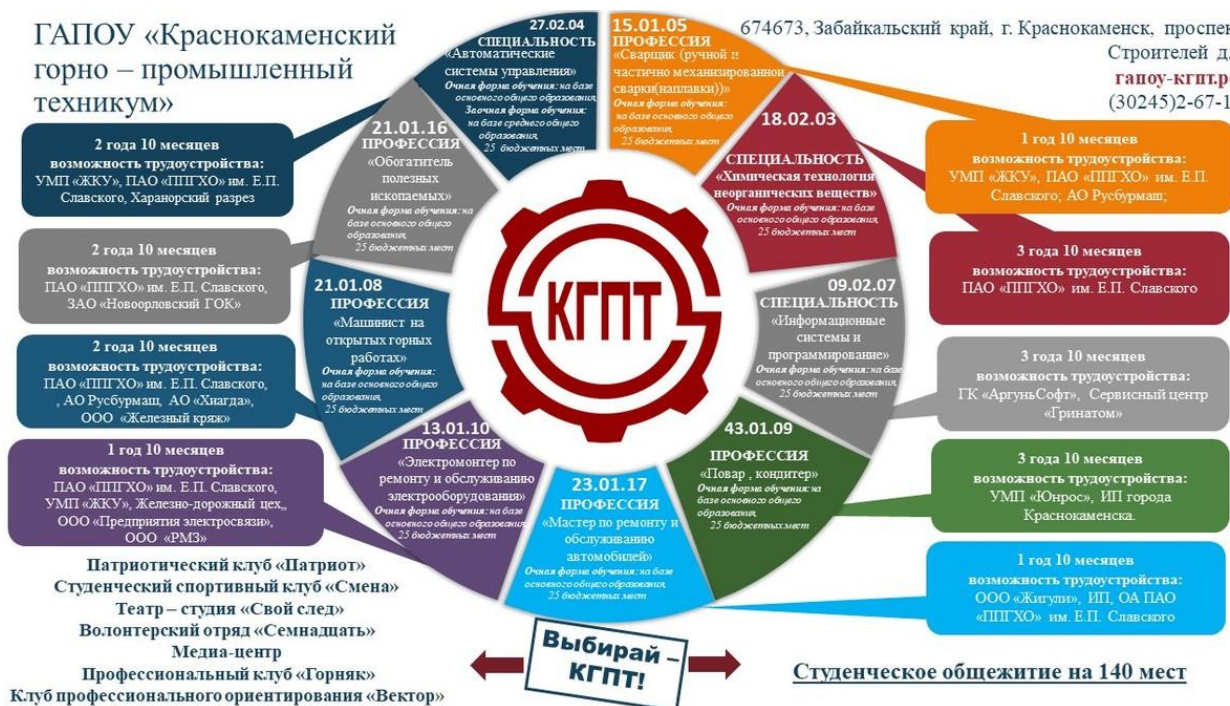 ГАПОУ «Краснокаменский
горно – промышленный
техникум»
674673, Забайкальский край, г. Краснокаменск, проспек
Строителей д.
гапоу-кгпт.р
(30245)2-67-1
27.02.04
СПЕЦИАЛЬНОСТЬ
«Автоматические
системы управления»
Очная форма обучения: на базе
основного общего образования,
Заочная форма обучения:
на базе среднего общего
образования,
25 бюджетных мест
15.01.05
ПРОФЕССИЯ
«Сварщик (ручной и
частично механизированной
сварки(наплавки))»
Очная форма обучения: на
базе основного общего
образования,
25 бюджетных мест
18.02.03
СПЕЦИАЛЬНОСТЬ
«Химическая технология
неорганических веществ»
Очная форма обучения: на
базе основного общего
образования,
25 бюджетных мест
09.02.07
СПЕЦИАЛЬНОСТЬ
«Информационные
системы и
программирование»
Очная форма обучения: на
базе основного общего образования,
25 бюджетных мест
43.01.09
ПРОФЕССИЯ
«Повар , кондитер»
Очная форма обучения: на
базе основного общего
образования,
25 бюджетных мест
23.01.17
ПРОФЕССИЯ
«Мастер по ремонту и
обслуживанию
автомобилей»
Очная форма обучения: на базе
основного общего образования,
25 бюджетных мест
13.01.10
ПРОФЕССИЯ
«Электромонтер по
ремонту и обслуживанию
электрооборудования»
Очная форма обучения: на базе
основного общего образования,
25 бюджетных мест
21.01.08
ПРОФЕССИЯ
«Машинист на
открытых горных
работах»
Очная форма обучения:
на базе основного общего
образования,
25 бюджетных мест
21.01.16
ПРОФЕССИЯ
«Обогатитель
полезных
ископаемых»
Очная форма обучения: на
базе основного общего
образования,
25 бюджетных мест
КГПТ
2 года 10 месяцев
возможность трудоустройства:
УМП «ЖКУ», ПАО «ППГХО» им. Е.П.
Славского, Харанорский разрез
2 года 10 месяцев
возможность трудоустройства:
ПАО «ППГХО» им. Е.П. Славского,
ЗАО «Новоорловский ГОК»
2 года 10 месяцев
возможность трудоустройства:
ПАО «ППГХО» им. Е.П. Славского,
, АО Русбурмаш, АО «Хиагда»,
ООО «Железный кряж»
1 год 10 месяцев
возможность трудоустройства:
ПАО «ППГХО» им. Е.П. Славского,
УМП «ЖКУ», Железно-дорожный цех,,
ООО «Предприятия электросвязи»,
ООО «РМЗ»
1 год 10 месяцев
возможность трудоустройства:
УМП «ЖКУ», ПАО «ППГХО» им. Е.П.
Славского; АО Русбурмаш;
3 года 10 месяцев
возможность трудоустройства:
ПАО «ППГХО» им. Е.П. Славского
3 года 10 месяцев
возможность трудоустройства:
ГК «АргуньСофт», Сервисный центр
«Гринатом»
3 года 10 месяцев
возможность трудоустройства:
УМП «Юнрос», ИП города
Краснокаменска.
1 год 10 месяцев
возможность трудоустройства:
ООО «Жигули», ИП, ОА ПАО
«ППГХО» им. Е.П. Славского
Патриотический клуб «Патриот»
Студенческий спортивный клуб «Смена»
Театр – студия «Свой след»
Волонтерский отряд «Семнадцать»
Медиа-центр
Профессиональный клуб «Горняк»
Клуб профессионального ориентирования «Вектор»
Выбирай –
КГПТ!
Студенческое общежитие на 140 мест